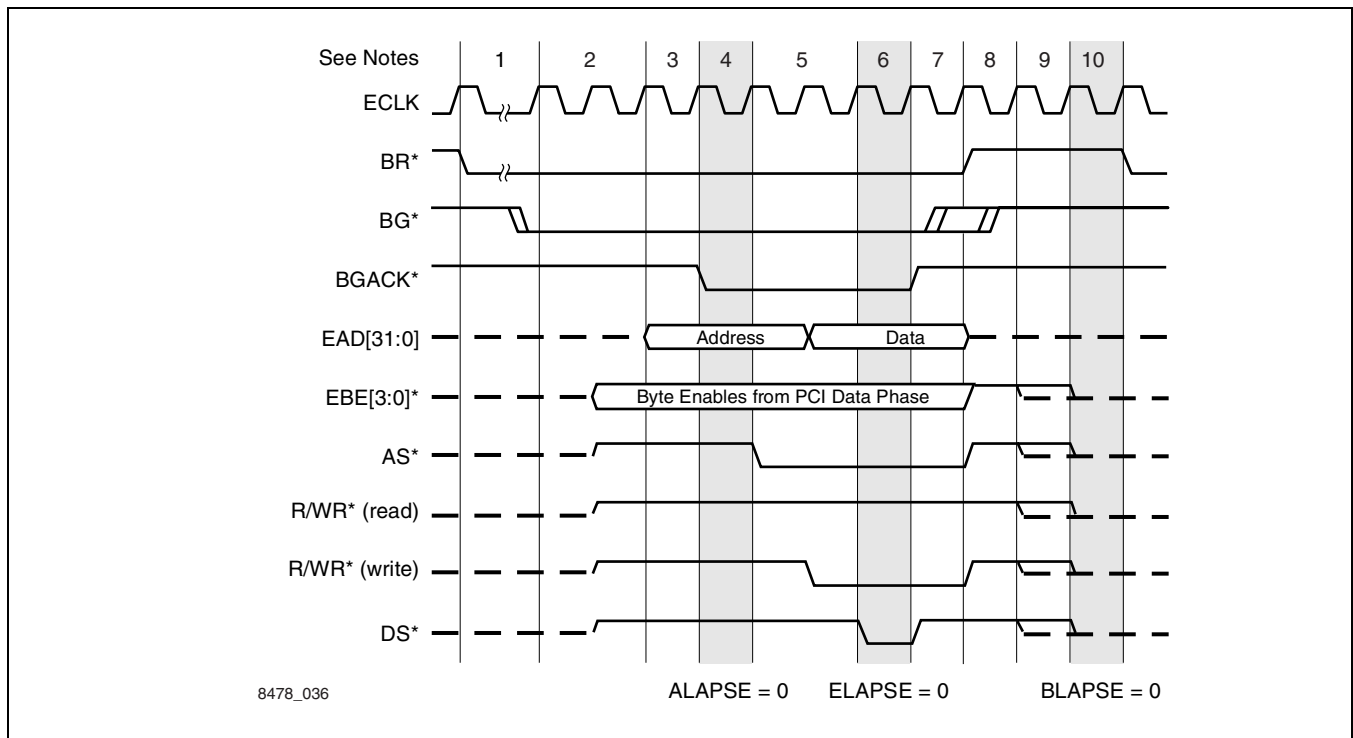 See Notes 1 2 3 4 5 6 7 8 9 10
ECLK
BR*
BG*
BGACK*
EAD[31:0] Address Data
EBE[3:0]* Byte Enables from PCI Data Phase
AS*
R/WR* (read)
R/WR* (write)
DS*
8478_036 ALAPSE = 0 ELAPSE = 0 BLAPSE = 0